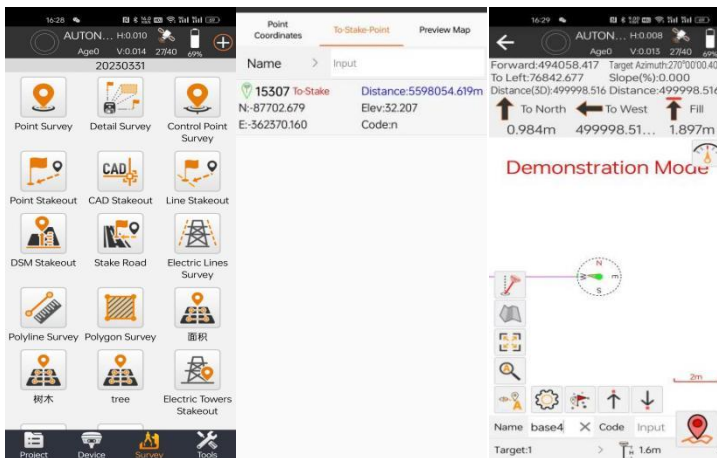 16:28
69%
AUTON... H:0.010
Age0 V:0.014 27/40 69%
20230331
Point Survey Detail Survey Control Point Survey
Point Stakeout CAD Stakeout Line Stakeout
CAD
DSM Stakeout Stake Road Electric Lines Survey
Polyline Survey Polygon Survey 面积
树木 tree Electric Towers Stakeout
Project Device Survey Tools
Point Coordinates To-Stake-Point Preview Map
Name > Input
15307 To-Stake Distance:5598054.619m
N:-87702.679 Elev:32.207
E:-362370.160 Code:n
16:29
AUTON... H:0.008
Age0 V:0.013 27/40 69%
Forward:494058.417 Target Azimuth:270°00'00.40
To Left:76842.677 Slope(%):0.000
Distance(3D):499998.516 Distance:499998.516
To North To West Fill
0.984m 499998.51... 1.897m
Demonstration Mode
N
W E
S
2m
A
Name base4 X Code Input
Target:1 > 1.6m